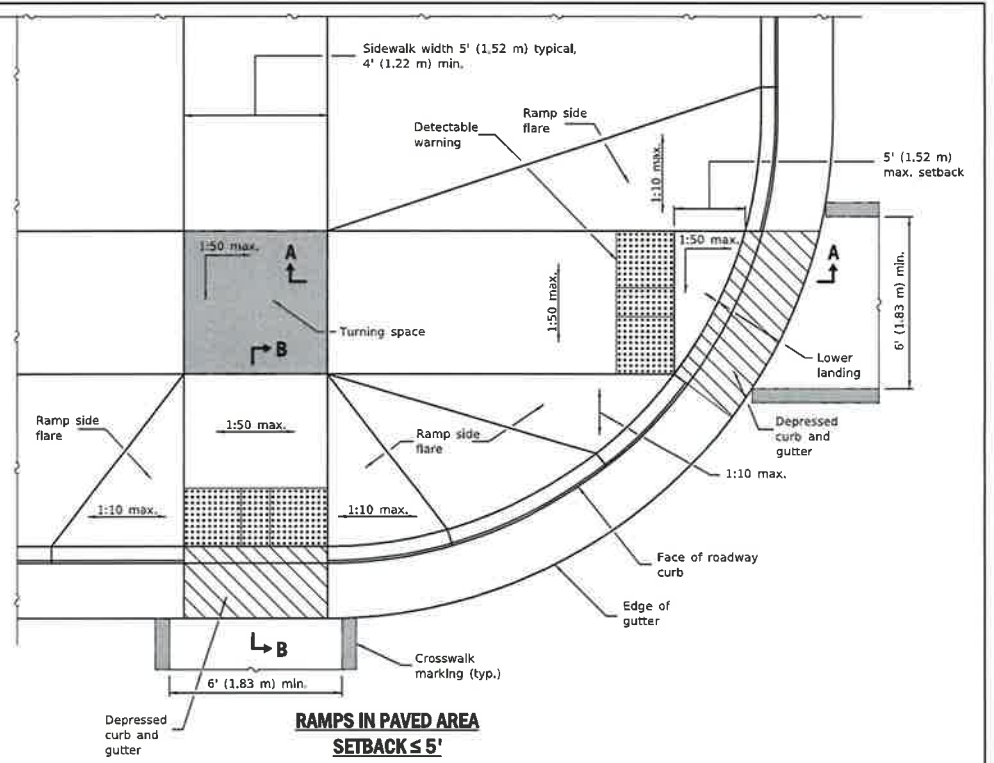 Sidewalk width 5' (1.52 m) typical,
4' (1.22 m) min.
Ramp side
flare
Detectable
warning
1:10 max.
5' (1.52 m)
max. setback
1:50 max.
A
1:50 max.
A
1:50 max.
6' (1.83 m) min.
Turning space
B
Lower
landing
Ramp side
flare
1:50 max.
Ramp side
flare
Depressed
curb and
gutter
1:10 max.
1:10 max.
1:10 max.
Face of roadway
curb
Edge of
gutter
B
Crosswalk
marking (typ.)
6' (1.83 m) min.
Depressed
curb and
gutter
RAMPS IN PAVED AREA
SETBACK ≤ 5'